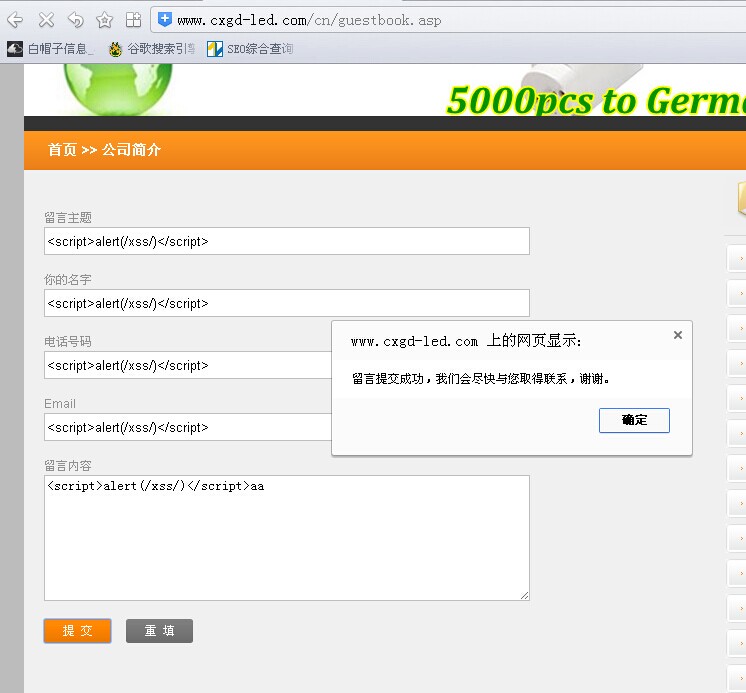 www.cxgd-led.com/cn/guestbook.asp
白帽子信息_ 谷歌搜索引擎 SEO综合查询
5000pcs to Germ
首页 >> 公司简介
留言主题
<script>alert(/xss/)</script>
你的名字
<script>alert(/xss/)</script>
电话号码
<script>alert(/xss/)</script>
Email
<script>alert(/xss/)</script>
留言内容
<script>alert(/xss/)</script>aa
提 交 重 填
www.cxgd-led.com 上的网页显示:
留言提交成功，我们会尽快与您取得联系，谢谢。
确定